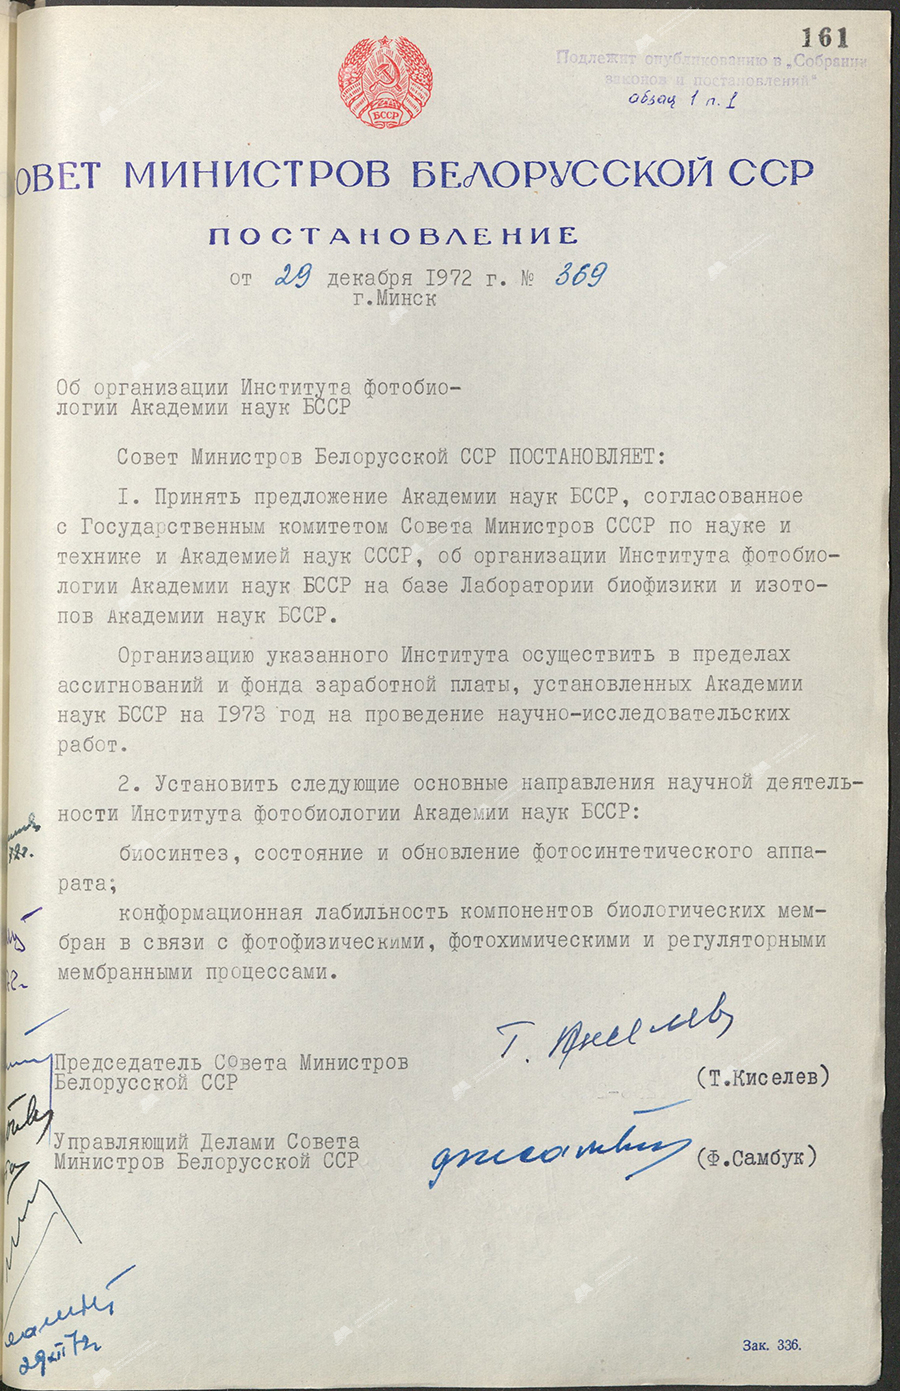 161
Подлежит опубликованию в „Собрании
законов и постановлений"
абзац 1 п. 1
БССР
ОВЕТ МИНИСТРОВ БЕЛОРУССКОЙ ССР
ПОСТАНОВЛЕНИЕ
от 29 декабря 1972 г. № 369
г.Минск
Об организации Института фотобио-
логии Академии наук БССР
Совет Министров Белорусской ССР ПОСТАНОВЛЯЕТ:
1. Принять предложение Академии наук БССР, согласованное
с Государственным комитетом Совета Министров СССР по науке и
технике и Академией наук СССР, об организации Института фотобио-
логии Академии наук БССР на базе Лаборатории биофизики и изото-
пов Академии наук БССР.
Организацию указанного Института осуществить в пределах
ассигнований и фонда заработной платы, установленных Академии
наук БССР на 1973 год на проведение научно-исследовательских
работ.
2. Установить следующие основные направления научной деятель-
ности Института фотобиологии Академии наук БССР:
биосинтез, состояние и обновление фотосинтетического аппа-
рата;
конформационная лабильность компонентов биологических мем-
бран в связи с фотофизическими, фотохимическими и регуляторными
мембранными процессами.
Т. Киселев
Председатель Совета Министров
Белорусской ССР
(Т.Киселев)
Управляющий Делами Совета
Министров Белорусской ССР
(Ф.Самбук)
29 XII 72г
Зак. 336.